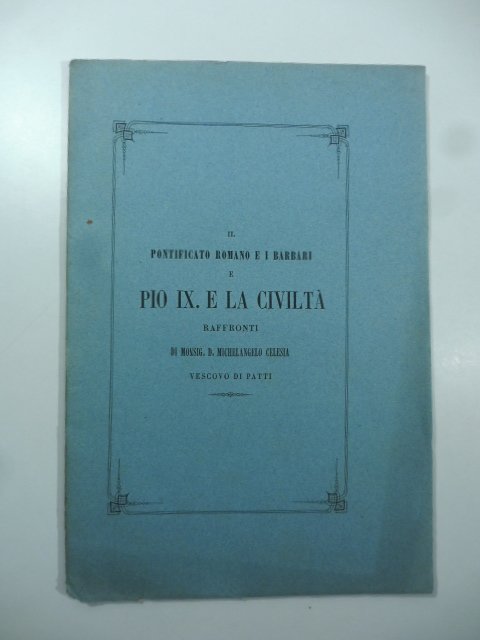 IL
PONTIFICATO ROMANO E I BARBARI
E
PIO IX. E LA CIVILTÀ
RAFFRONTI
DI MONSIG. D. MICHELANGELO CELESIA
VESCOVO DI PATTI